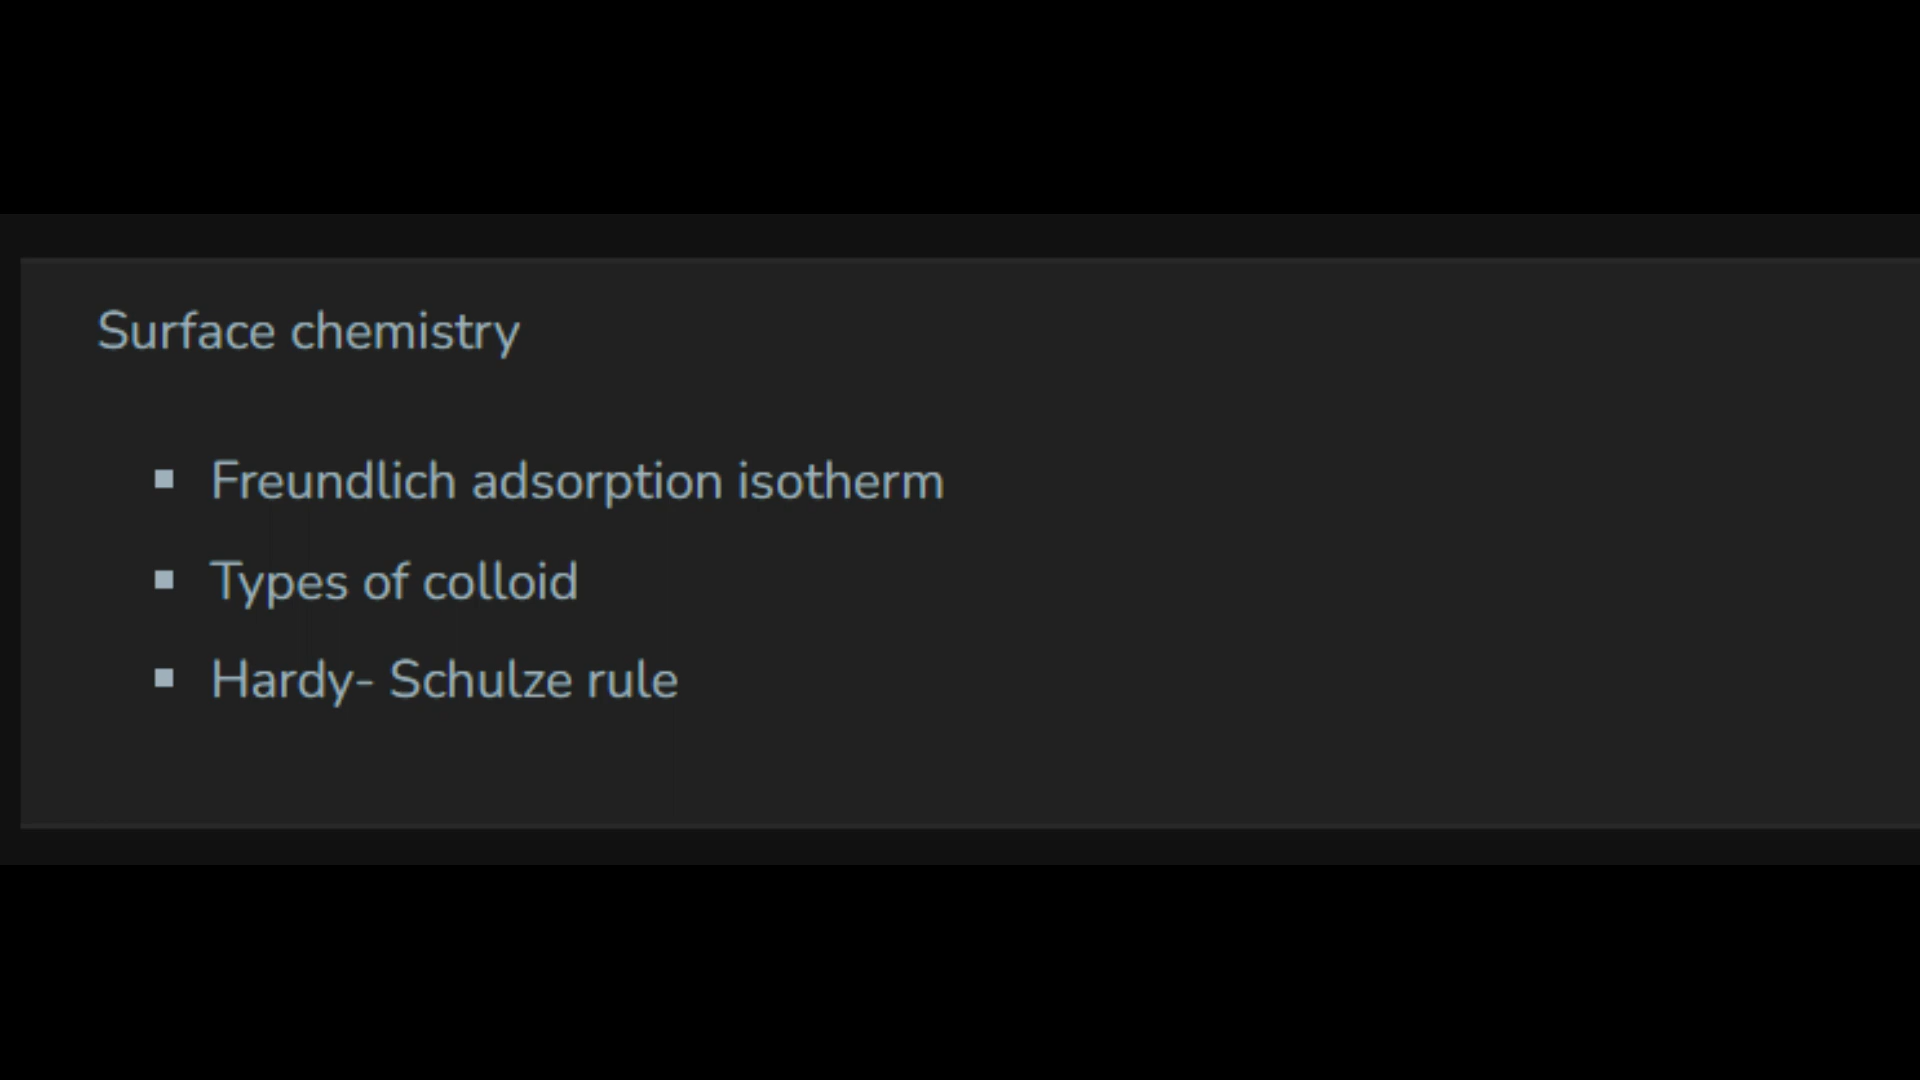 Surface chemistry
▪ Freundlich adsorption isotherm
▪ Types of colloid
▪ Hardy- Schulze rule